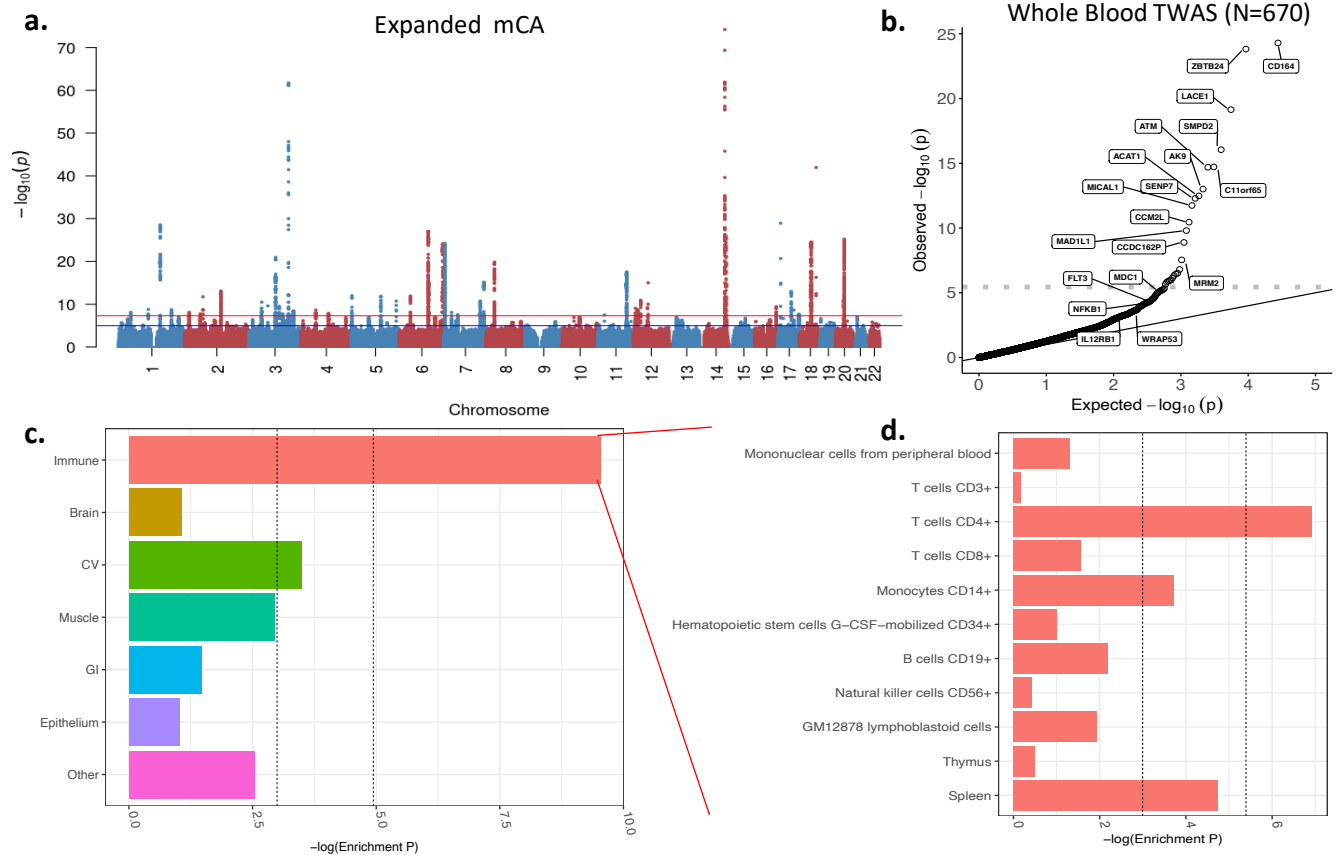 a.
Expanded mCA
− log10(p)
70
60
50
40
30
20
10
0
1
2
3
4
5
6
7
8
9
10
11
12
13
14
15
16
17
18
19
20
21
22
Chromosome
b.
Whole Blood TWAS (N=670)
Observed −log10 (p)
25
20
15
10
5
0
ZBTB24
CD164
LACE1
ATM
SMPD2
ACAT1
AK9
MICAL1
SENP7
C11orf65
CCM2L
MAD1L1
CCDC162P
FLT3
MDC1
MRM2
NFKB1
IL12RB1
WRAP53
0
1
2
3
4
5
Expected −log10 (p)
c.
Immune
Brain
CV
Muscle
GI
Epithelium
Other
0.0
2.5
5.0
7.5
10.0
−log(Enrichment P)
d.
Mononuclear cells from peripheral blood
T cells CD3+
T cells CD4+
T cells CD8+
Monocytes CD14+
Hematopoietic stem cells G−CSF−mobilized CD34+
B cells CD19+
Natural killer cells CD56+
GM12878 lymphoblastoid cells
Thymus
Spleen
0
2
4
6
−log(Enrichment P)